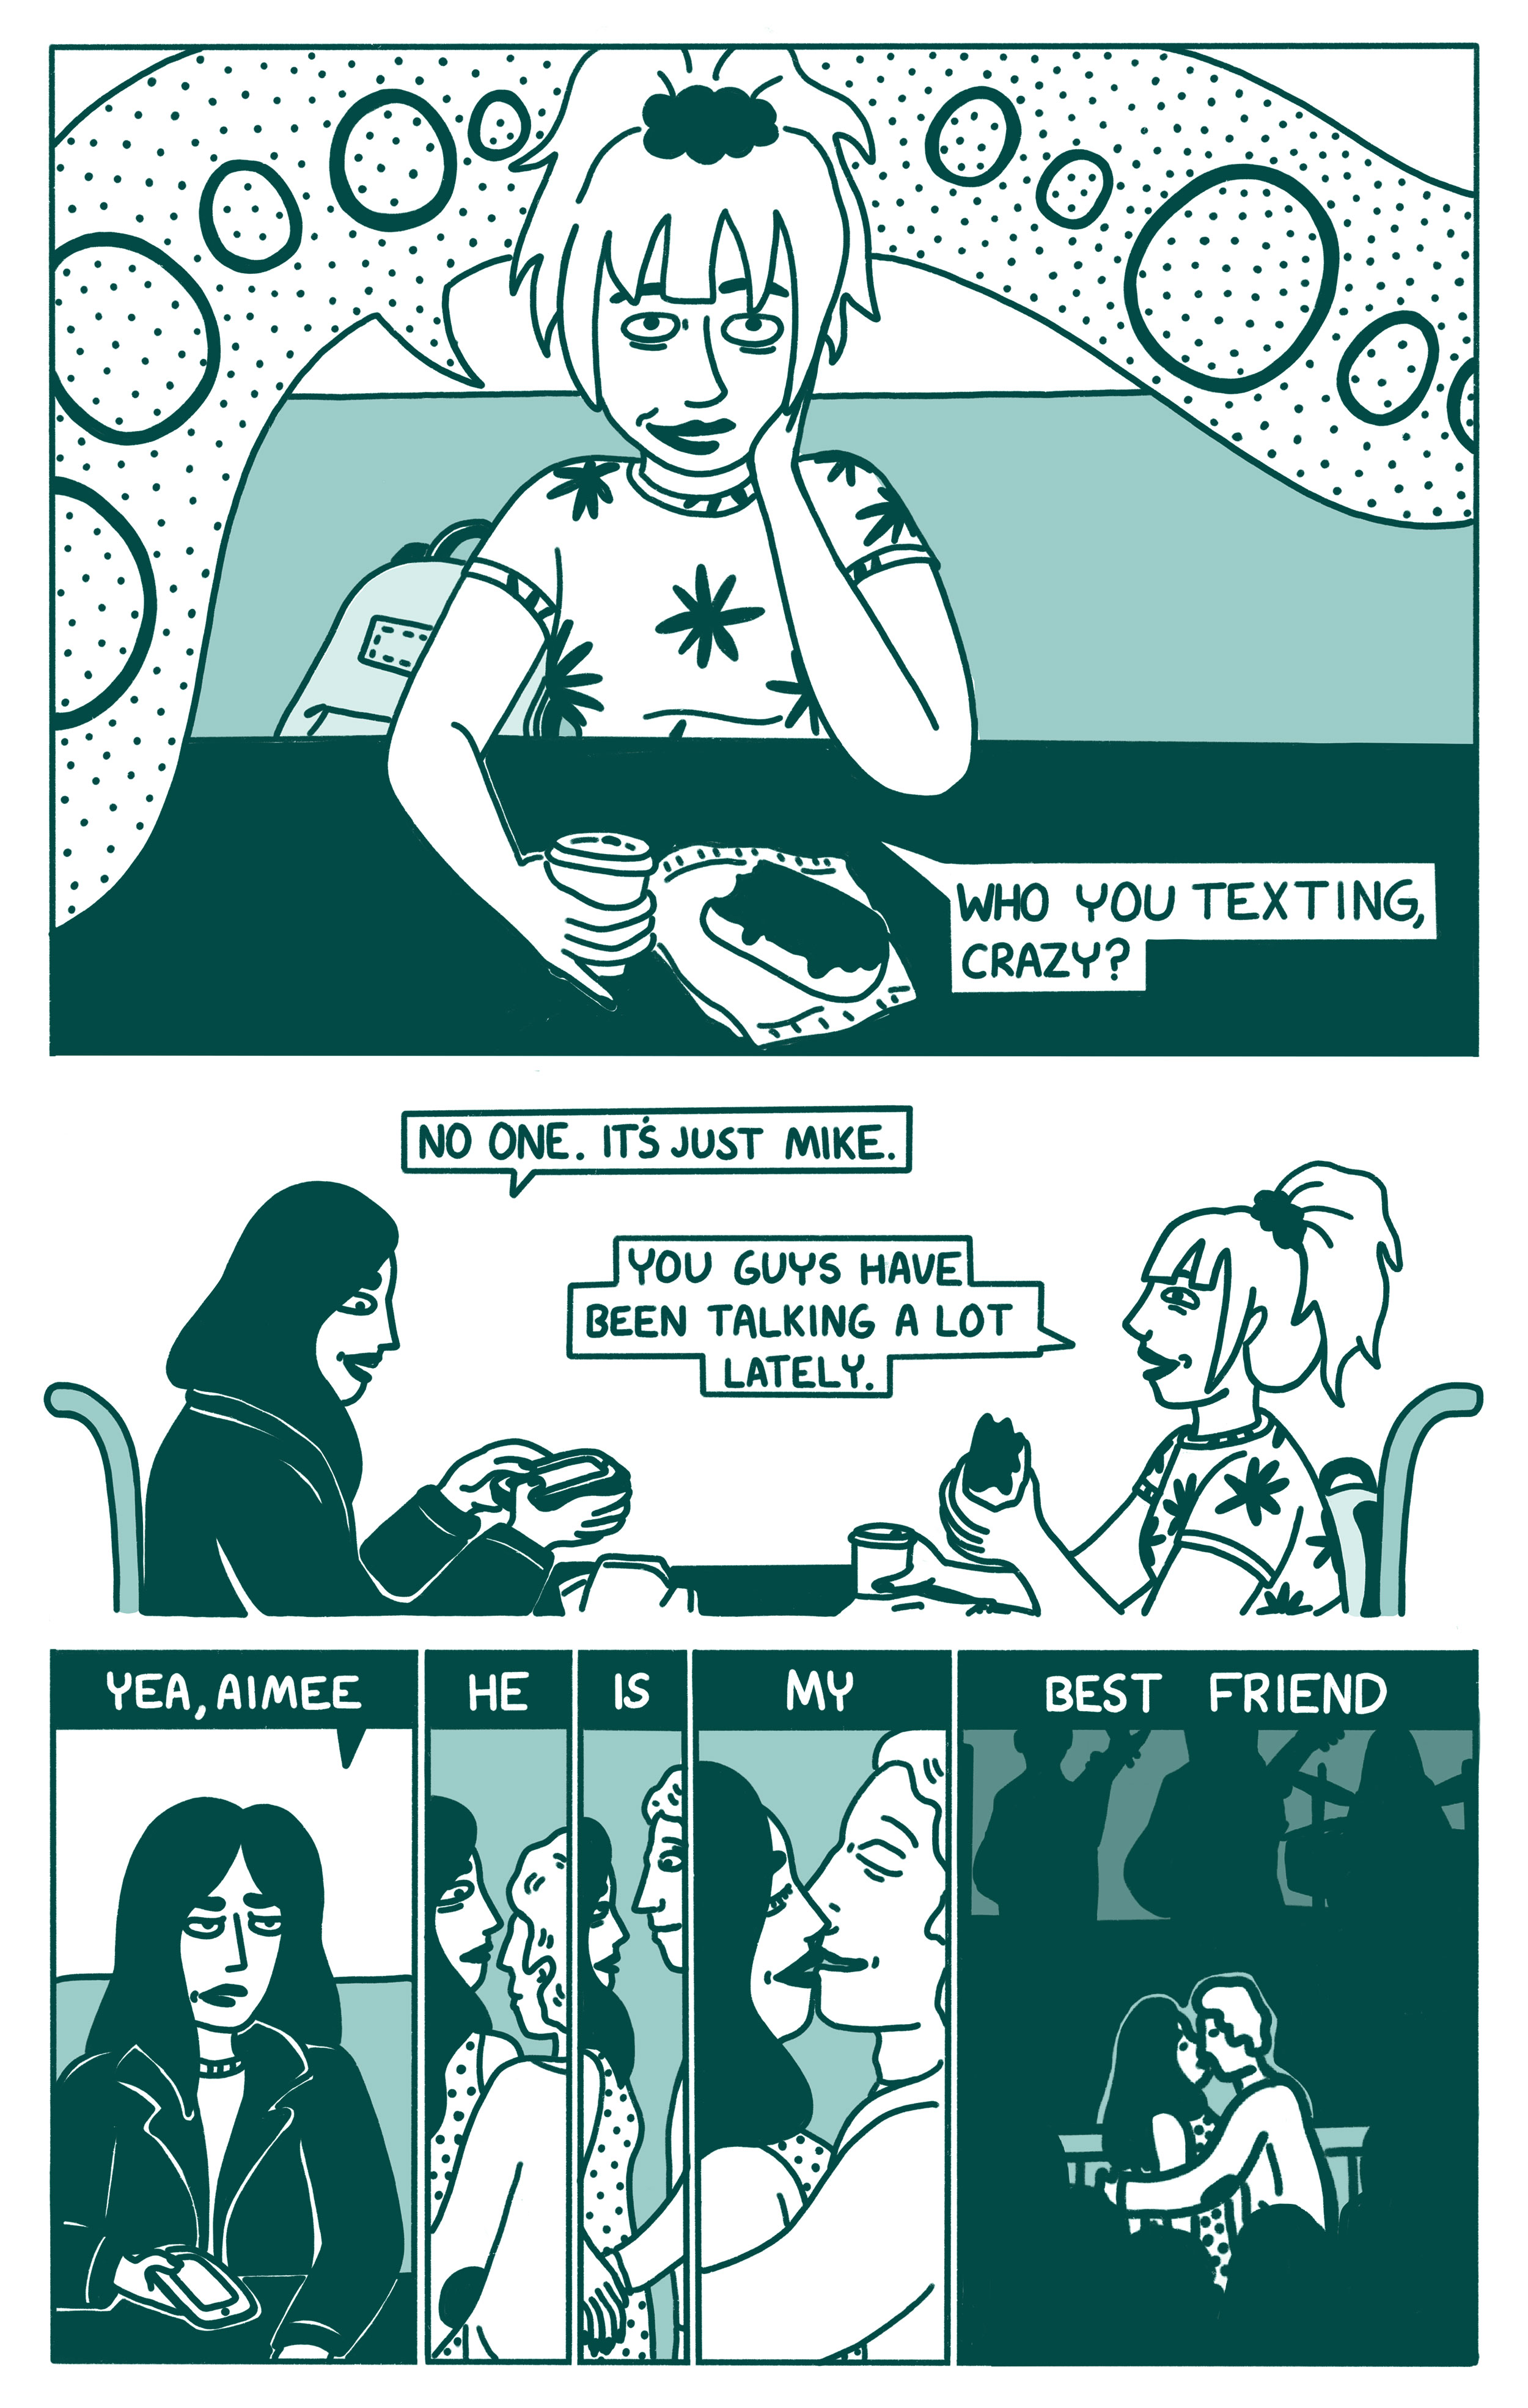 WHO YOU TEXTING,
CRAZY?
NO ONE. IT'S JUST MIKE.
YOU GUYS HAVE
BEEN TALKING A LOT
LATELY.
YEA, AIMEE
HE
IS
MY
BEST FRIEND